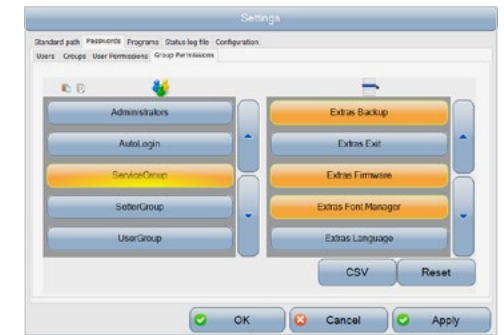 Settings
Standard path Passwords Programs Status log file Configuration
Users Groups User Permissions Group Permissions
Administrators
Extras Backup
AutoLogin
Extras Exit
ServiceGroup
Extras Firmware
SetterGroup
Extras Font Manager
UserGroup
Extras Language
CSV Reset
OK Cancel Apply